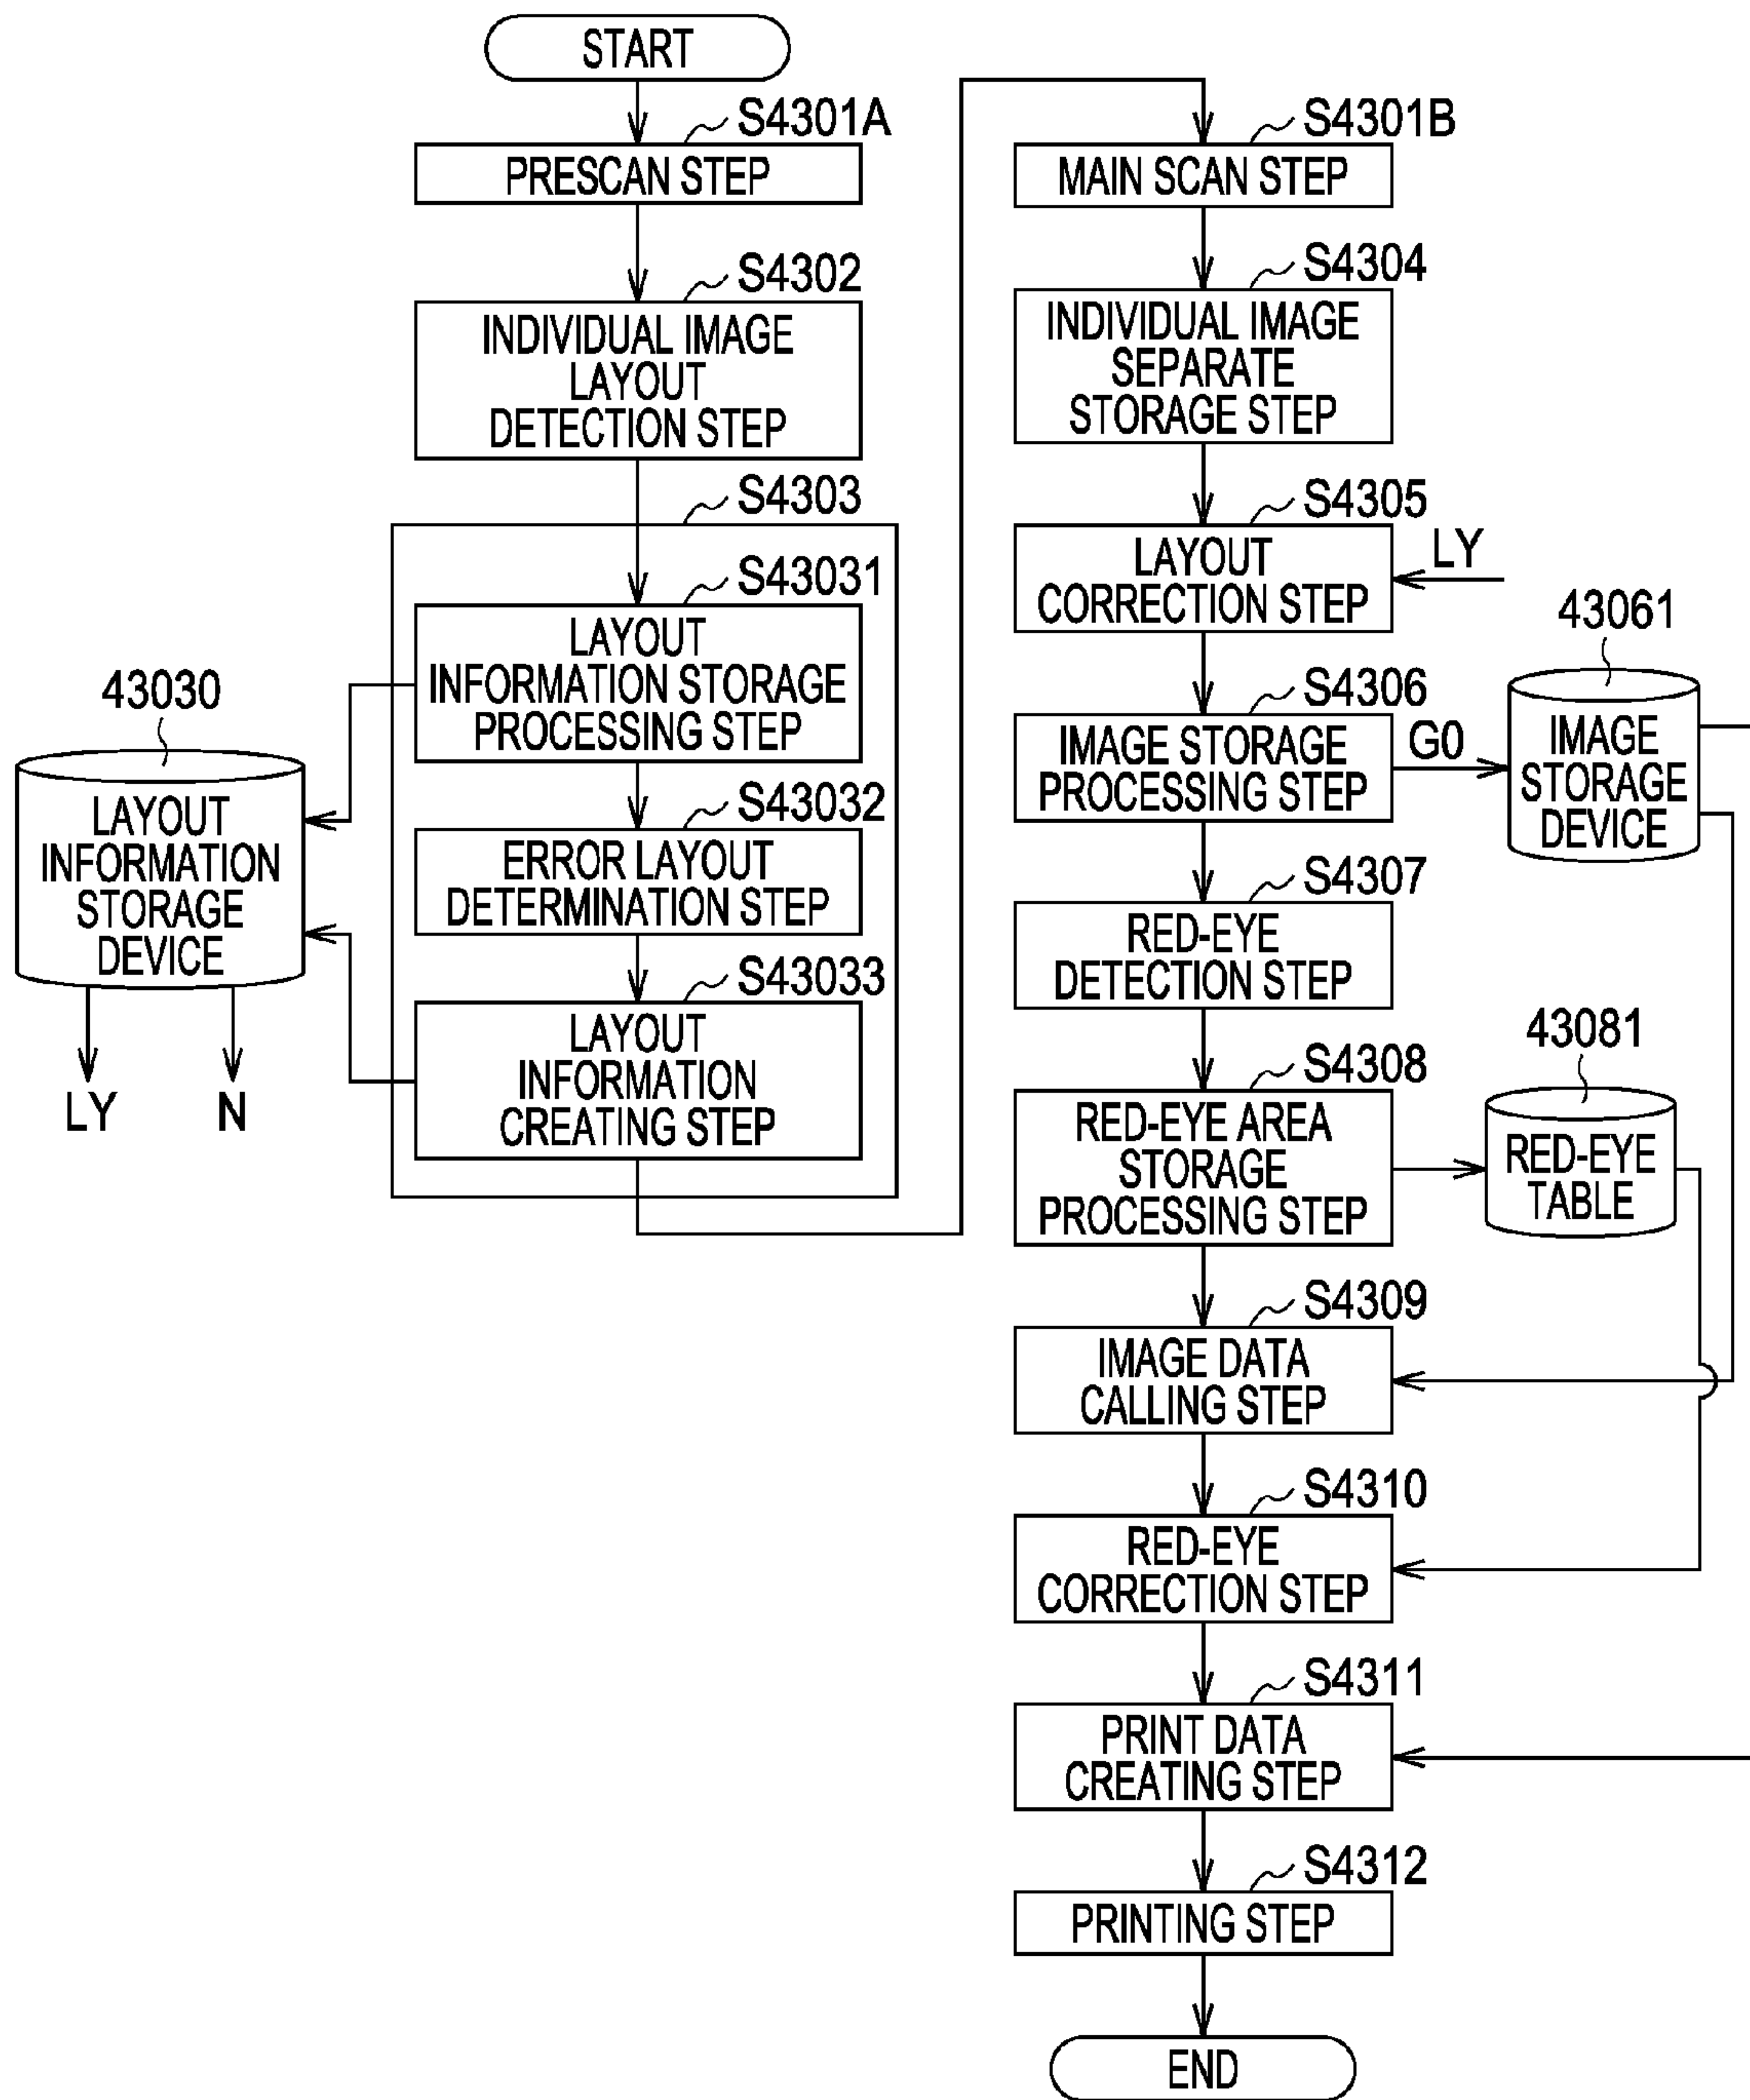 START
S4301A
PRESCAN STEP
S4302
INDIVIDUAL IMAGE
LAYOUT
DETECTION STEP
S4303
S43031
LAYOUT
INFORMATION STORAGE
PROCESSING STEP
S43032
ERROR LAYOUT
DETERMINATION STEP
S43033
LAYOUT
INFORMATION
CREATING STEP
43030
LAYOUT
INFORMATION
STORAGE
DEVICE
LY
N
S4301B
MAIN SCAN STEP
S4304
INDIVIDUAL IMAGE
SEPARATE
STORAGE STEP
S4305
LAYOUT
CORRECTION STEP
LY
S4306
IMAGE STORAGE
PROCESSING STEP
G0
43061
IMAGE
STORAGE
DEVICE
S4307
RED-EYE
DETECTION STEP
S4308
RED-EYE AREA
STORAGE
PROCESSING STEP
43081
RED-EYE
TABLE
S4309
IMAGE DATA
CALLING STEP
S4310
RED-EYE
CORRECTION STEP
S4311
PRINT DATA
CREATING STEP
S4312
PRINTING STEP
END